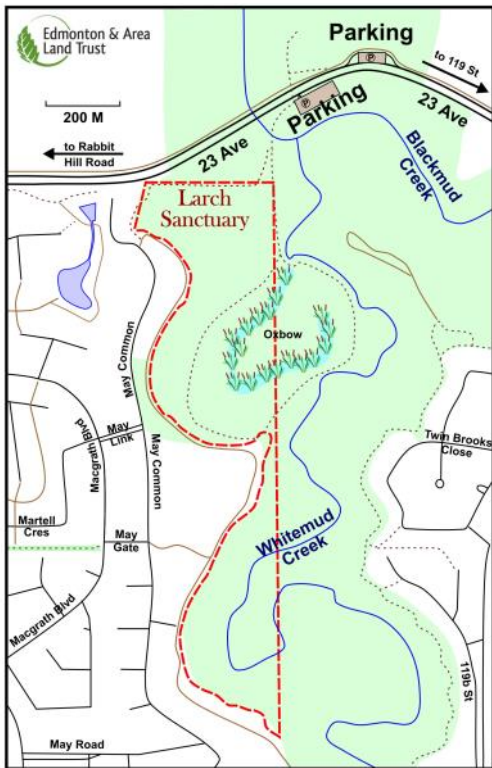 Edmonton & Area
Land Trust
200 M
to Rabbit
Hill Road
Parking
P
to 119 St
P
Parking
23 Ave
23 Ave
Blackmud
Creek
Larch
Sanctuary
Oxbow
May Common
Macgrath Blvd
May
Link
May Common
Martell
Cres
May
Gate
Macgrath Blvd
May Road
Whitemud
Creek
Twin Brooks
Close
119b St